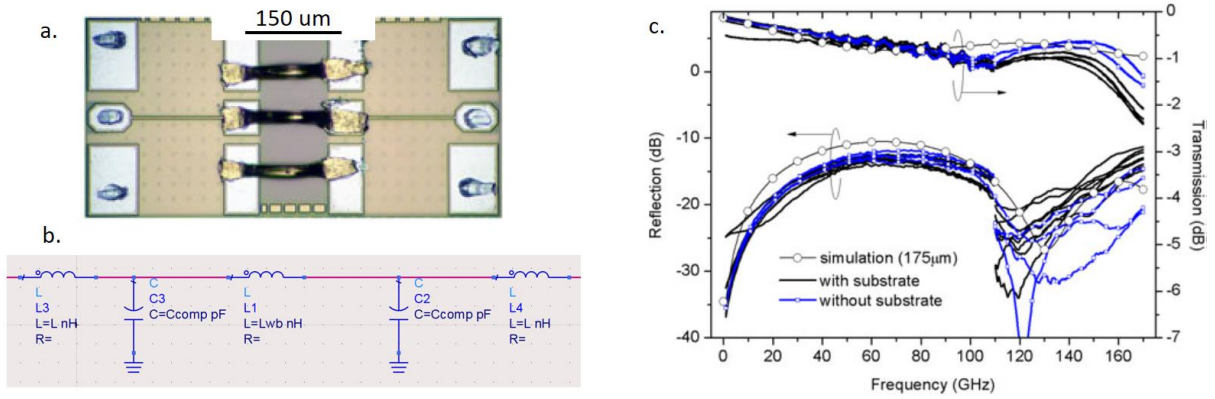 a.
150 um
b.
L
L3
L=L nH
R=
C
C3
C=Ccomp pF
L
L1
L=Lwb nH
R=
C
C2
C=Ccomp pF
L
L4
L=L nH
R=
c.
0
-10
-20
-30
-40
Reflection (dB)
0
-1
-2
-3
-4
-5
-6
-7
Transmission (dB)
simulation (175μm)
with substrate
without substrate
0 20 40 60 80 100 120 140 160
Frequency (GHz)